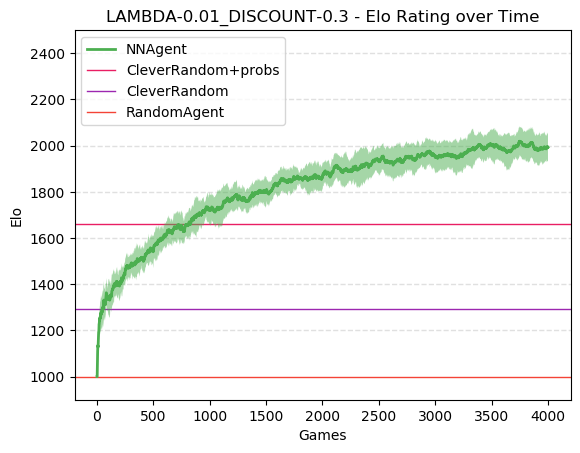 LAMBDA-0.01_DISCOUNT-0.3 - Elo Rating over Time
NNAgent
CleverRandom+probs
CleverRandom
RandomAgent
2400
2200
2000
1800
1600
1400
1200
1000
Elo
0 500 1000 1500 2000 2500 3000 3500 4000
Games